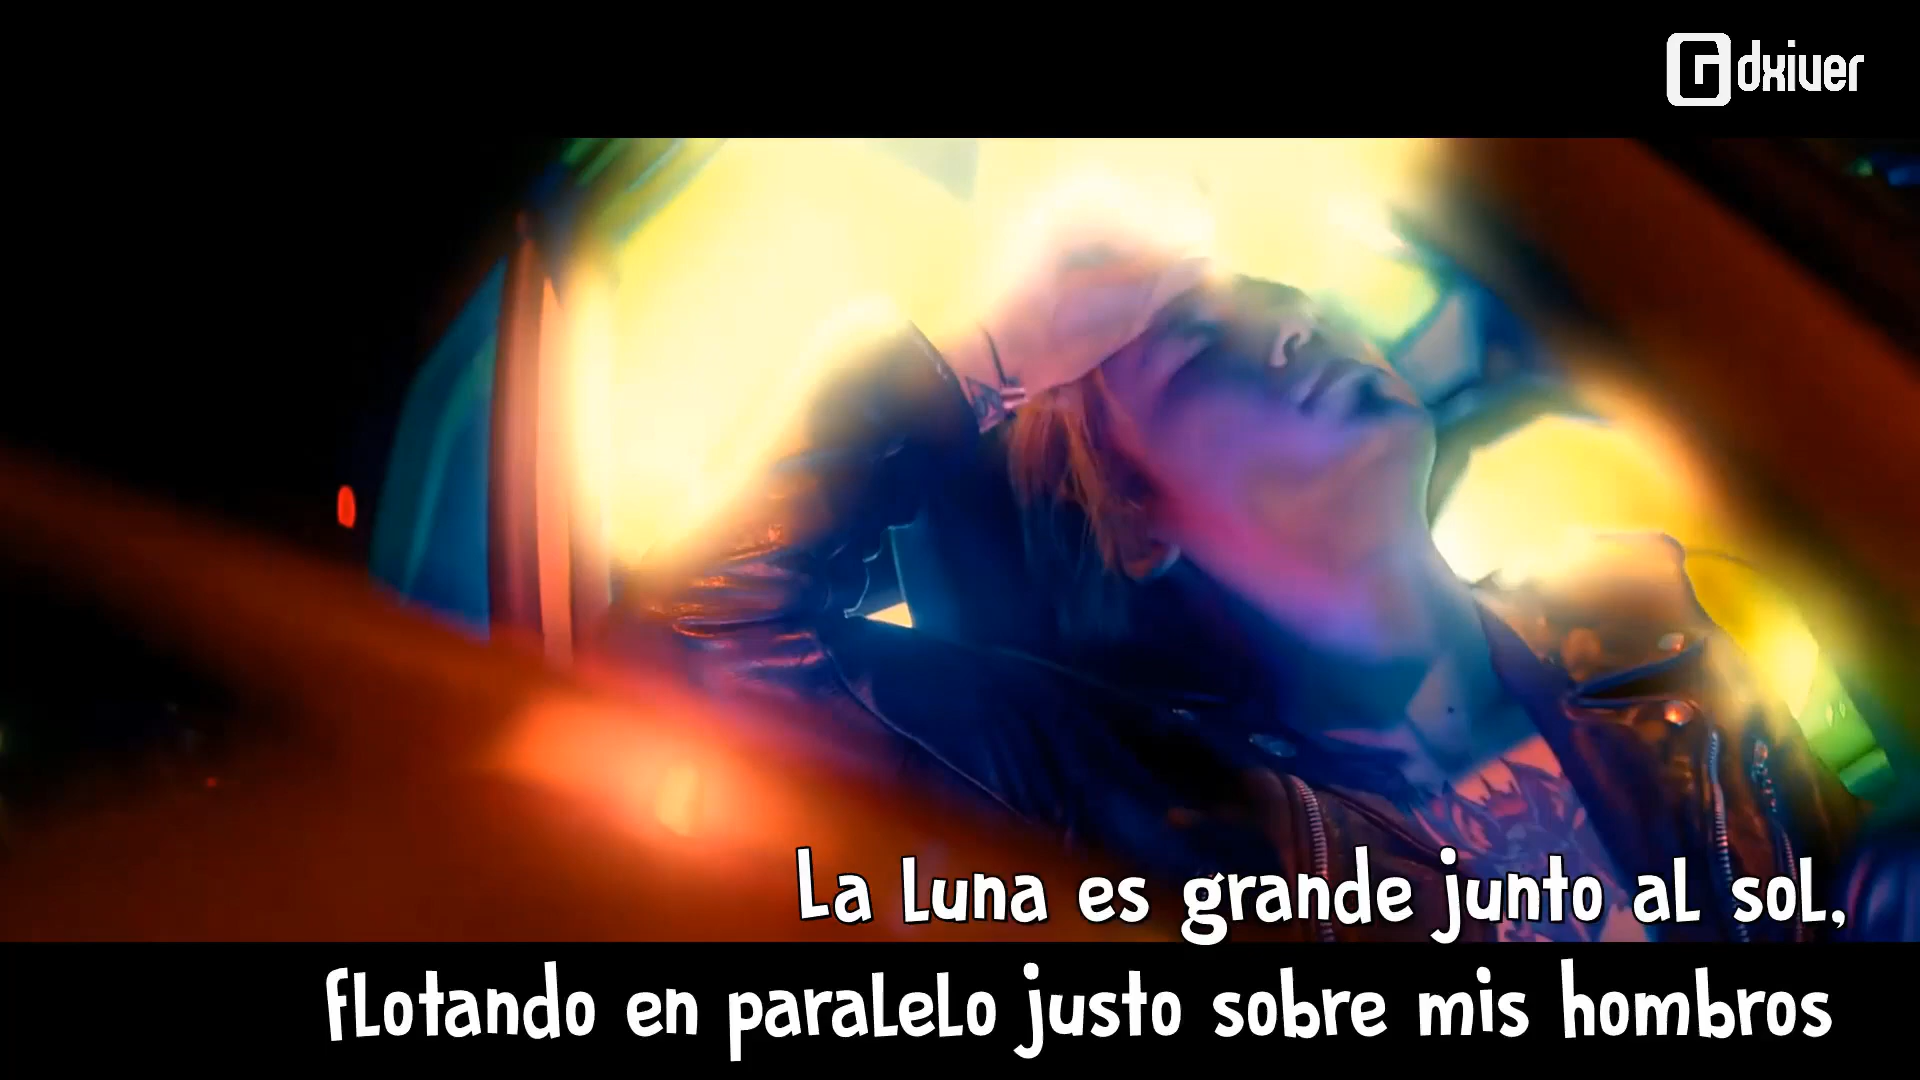 dxiver
La Luna es grande junto al sol,
flotando en paralelo justo sobre mis hombros